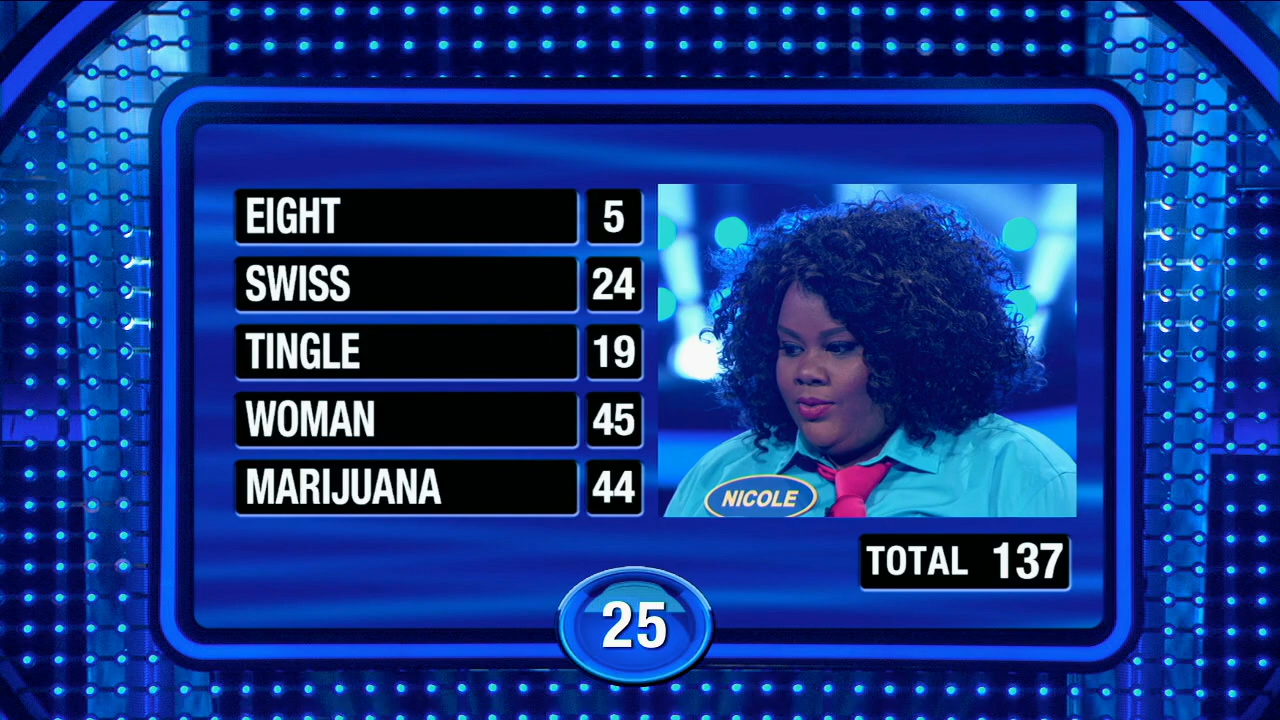 EIGHT 5
SWISS 24
TINGLE 19
WOMAN 45
MARIJUANA 44
NICOLE
TOTAL 137
25